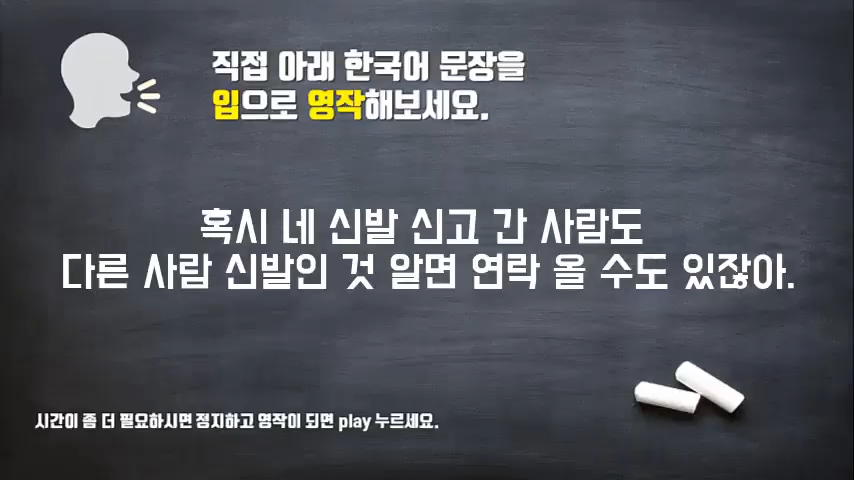 직접 아래 한국어 문장을
입으로 영작해보세요.
혹시 네 신발 신고 간 사람도
다른 사람 신발인 것 알면 연락 올 수도 있잖아.
시간이 좀 더 필요하시면 정지하고 영작이 되면 play 누르세요.